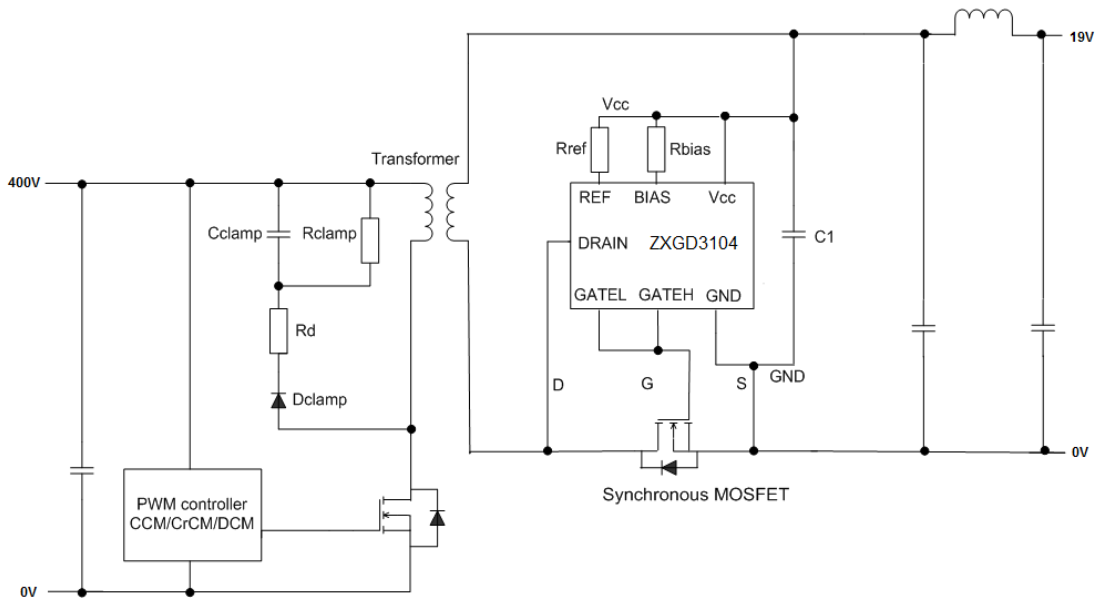 19V
Vcc
Rref
Rbias
Transformer
400V
REF BIAS Vcc
Cclamp
Rclamp
DRAIN ZXGD3104
C1
GATEL GATEH GND
Rd
D
G
S
GND
Dclamp
0V
Synchronous MOSFET
PWM controller
CCM/CrCM/DCM
0V